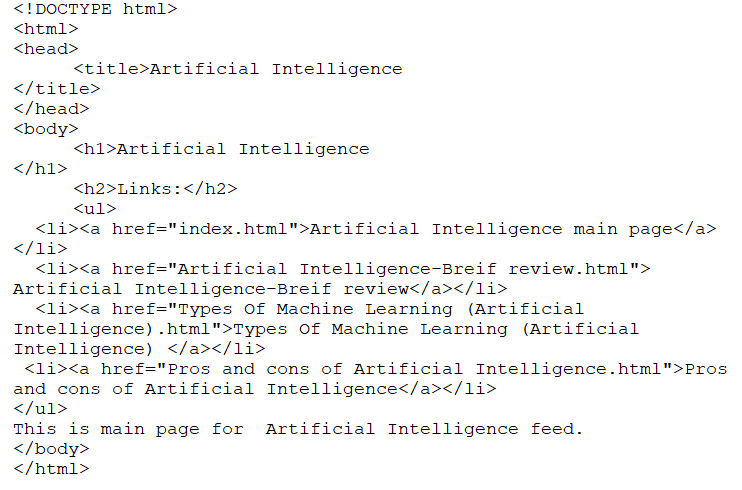 <!DOCTYPE html>
<html>
<head>
<title>Artificial Intelligence
</title>
</head>
<body>
<h1>Artificial Intelligence
</h1>
<h2>Links:</h2>
<ul>
<li><a href="index.html">Artificial Intelligence main page</a>
</li>
<li><a href="Artificial Intelligence-Breif review.html">
Artificial Intelligence-Breif review</a></li>
<li><a href="Types Of Machine Learning (Artificial
Intelligence).html">Types Of Machine Learning (Artificial
Intelligence) </a></li>
<li><a href="Pros and cons of Artificial Intelligence.html">Pros
and cons of Artificial Intelligence</a></li>
</ul>
This is main page for  Artificial Intelligence feed.
</body>
</html>